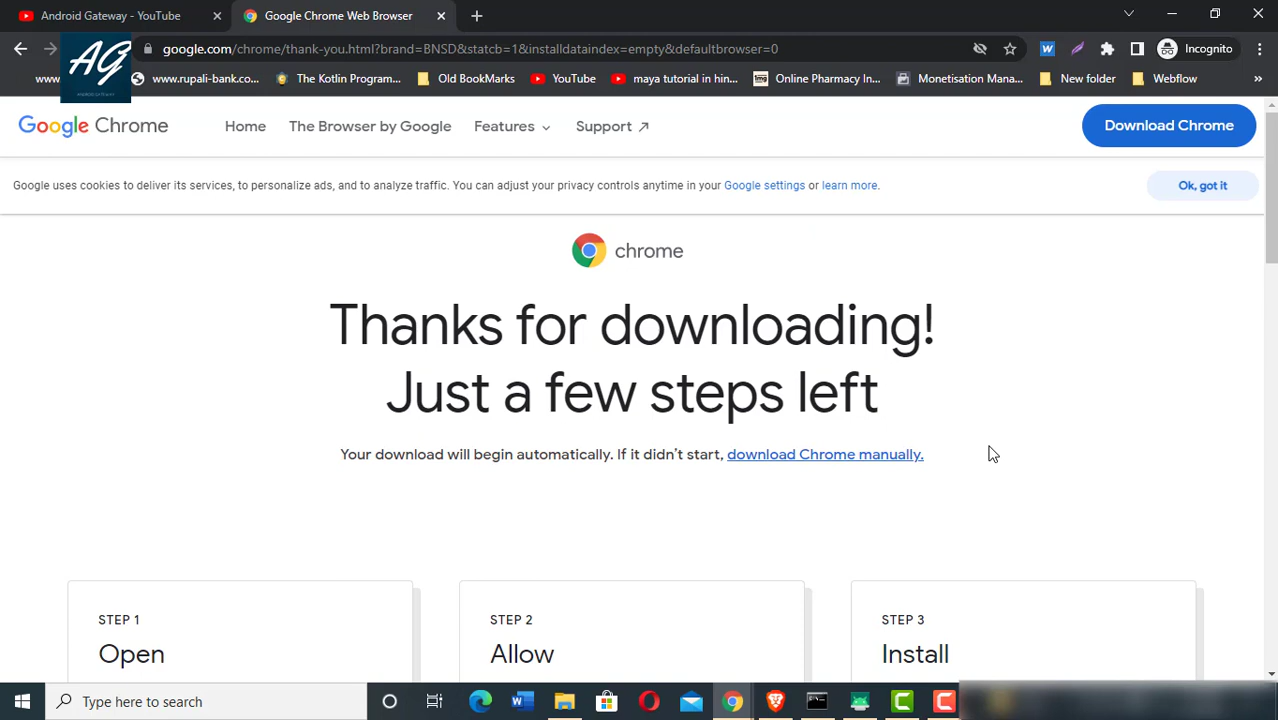 Android Gateway - YouTube
Google Chrome Web Browser
google.com/chrome/thank-you.html?brand=BNSD&statcb=1&installdataindex=empty&defaultbrowser=0
Incognito
AG
www.rupali-bank.co...
The Kotlin Program...
Old BookMarks
YouTube
maya tutorial in hin...
Online Pharmacy In...
Monetisation Mana...
New folder
Webflow
Google Chrome
Home
The Browser by Google
Features
Support
Download Chrome
Google uses cookies to deliver its services, to personalize ads, and to analyze traffic. You can adjust your privacy controls anytime in your Google settings or learn more.
Ok, got it
chrome
Thanks for downloading!
Just a few steps left
Your download will begin automatically. If it didn't start, download Chrome manually.
STEP 1
Open
STEP 2
Allow
STEP 3
Install
Type here to search